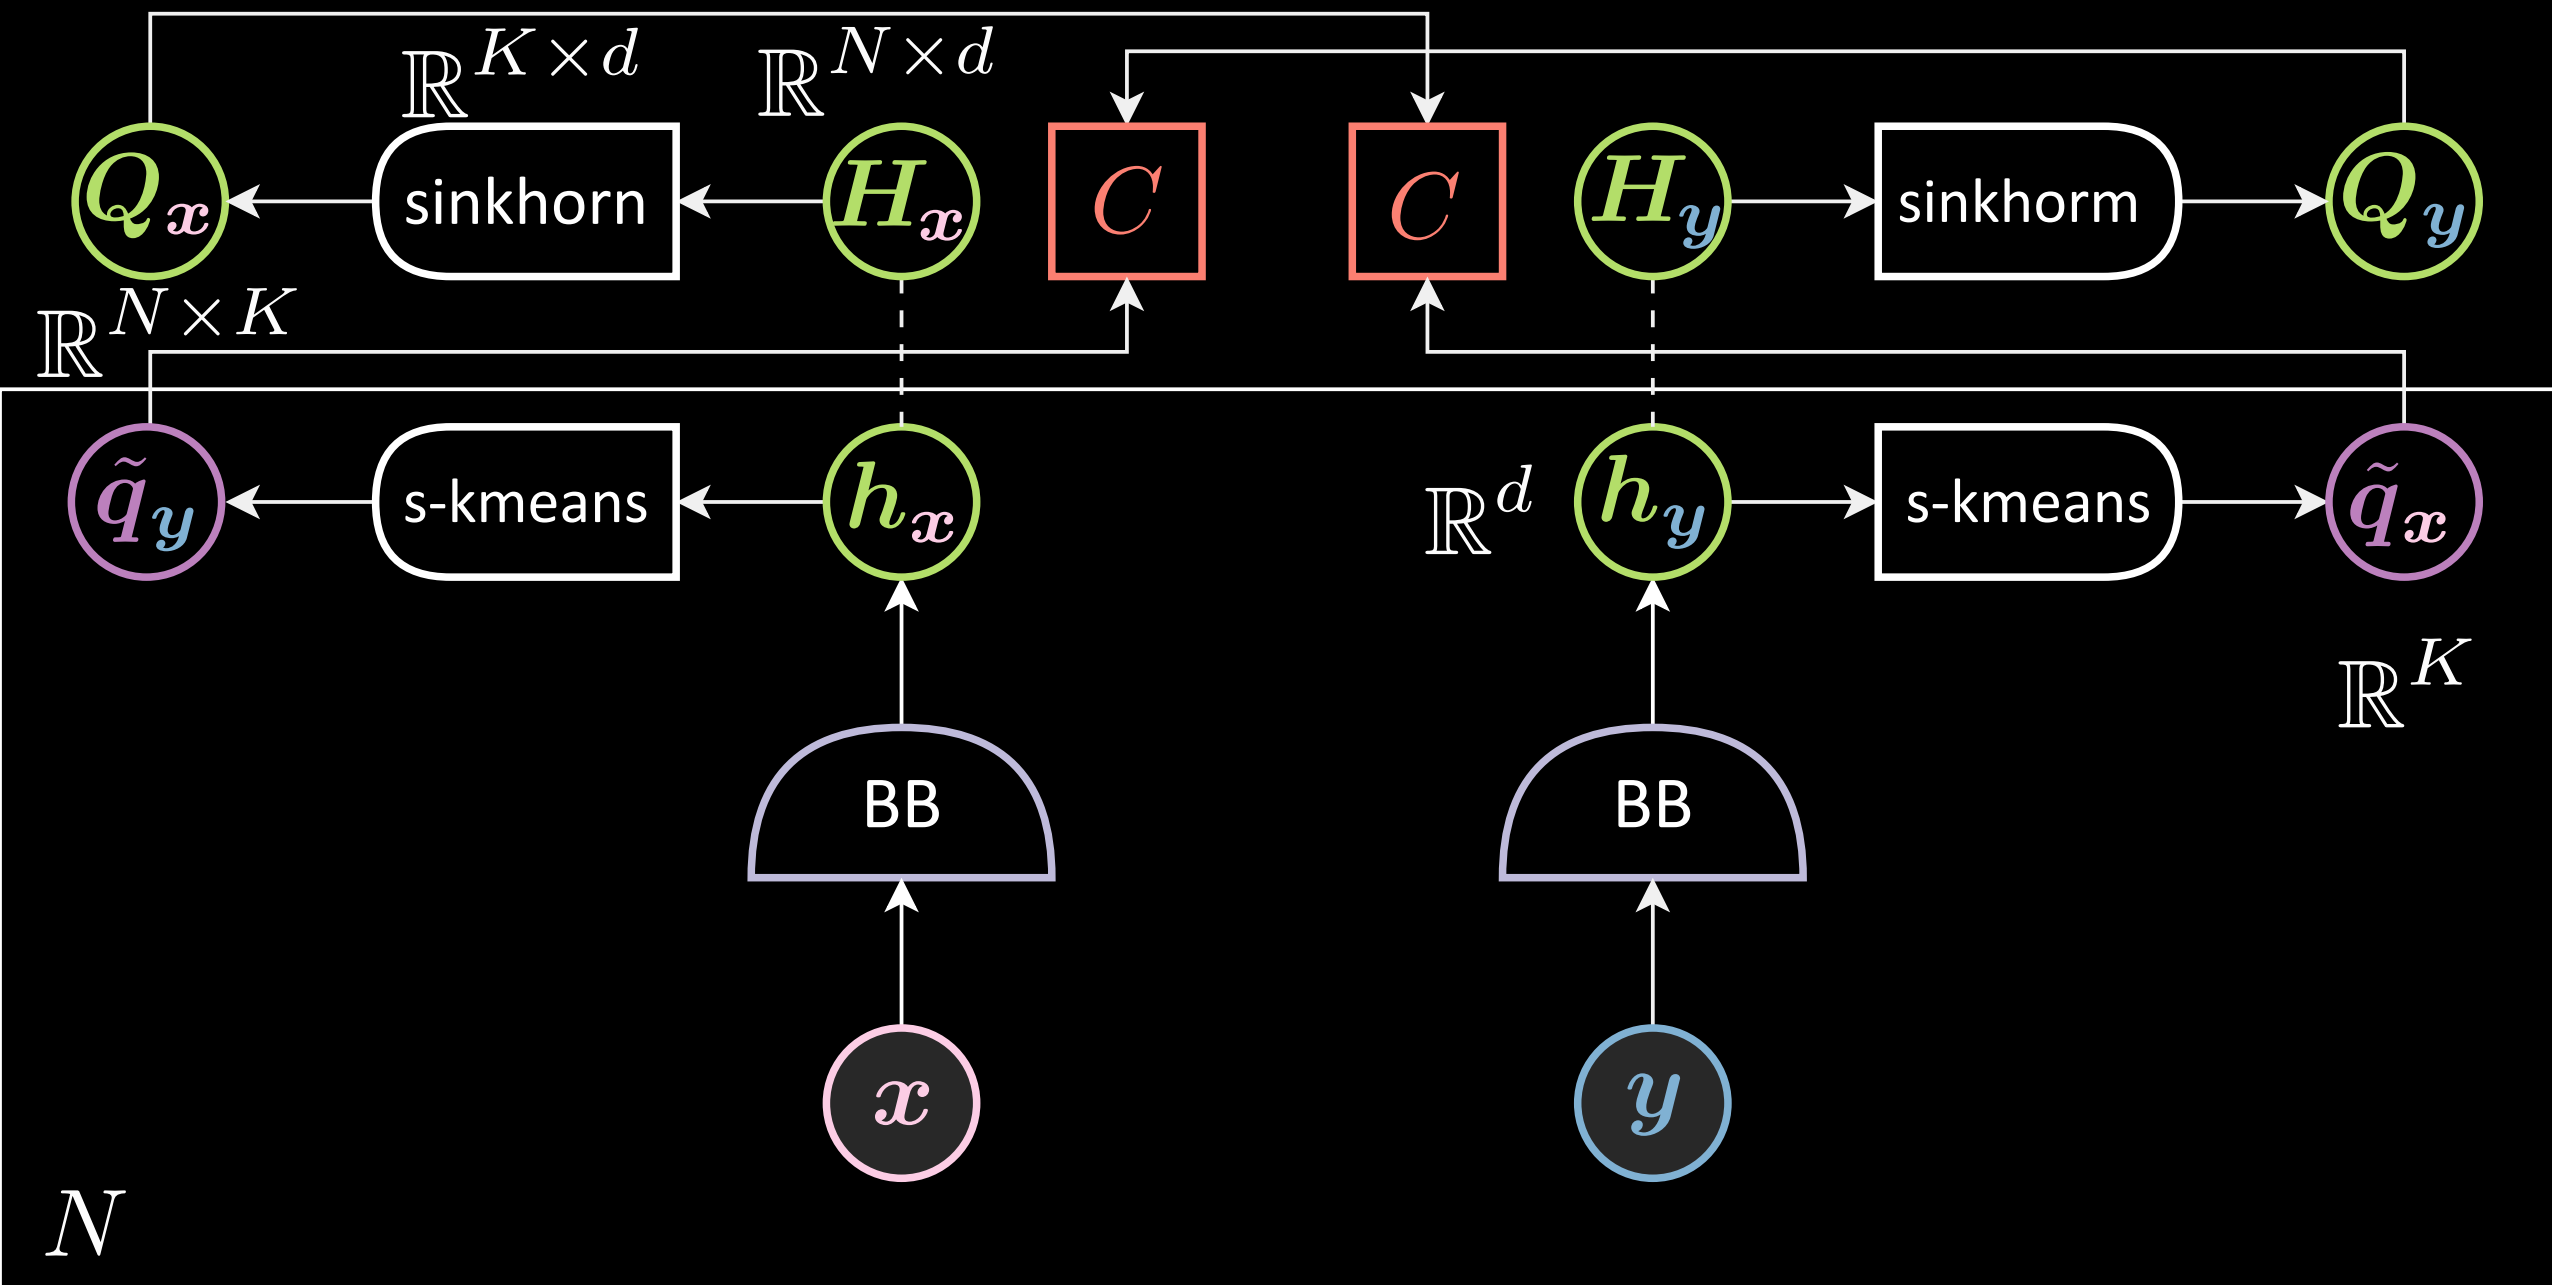 ℝ^{K×d}
ℝ^{N×d}
Q_x
sinkhorn
H_x
C
C
H_y
sinkhorm
Q_y
ℝ^{N×K}
q̃_y
s-kmeans
h_x
ℝ^d
h_y
s-kmeans
q̃_x
ℝ^K
BB
BB
x
y
N